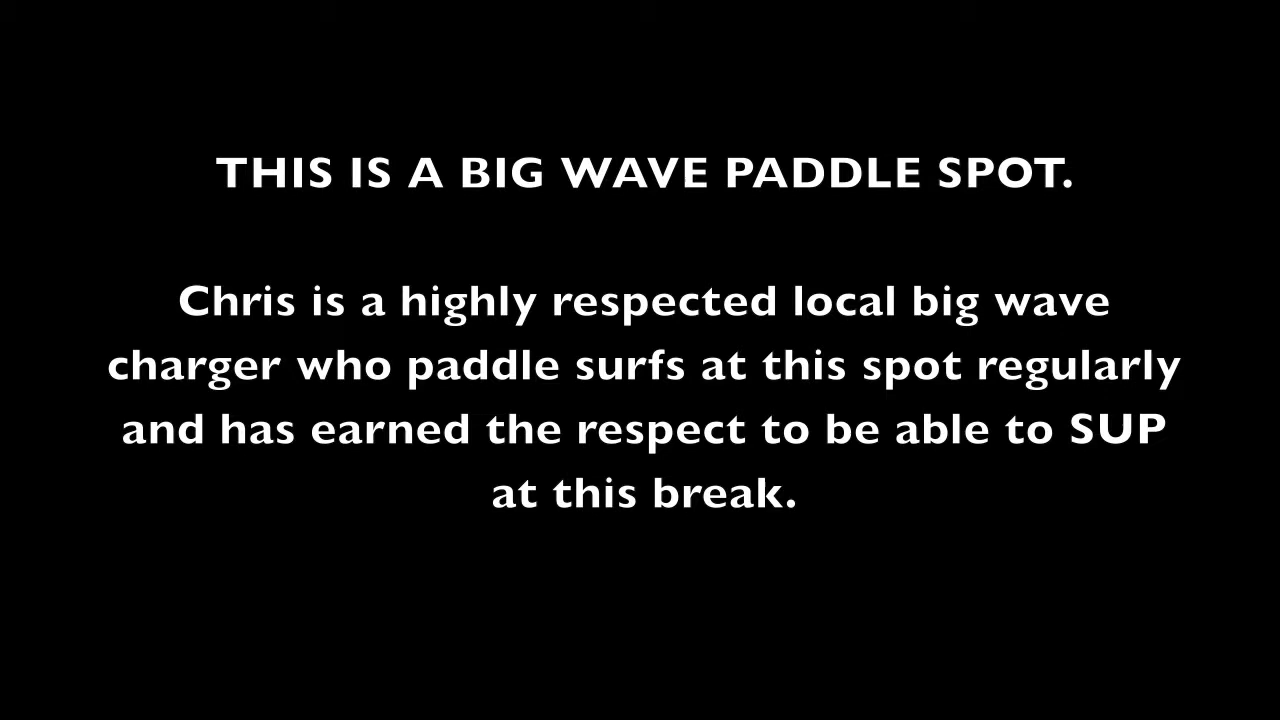 THIS IS A BIG WAVE PADDLE SPOT.
Chris is a highly respected local big wave
charger who paddle surfs at this spot regularly
and has earned the respect to be able to SUP
at this break.